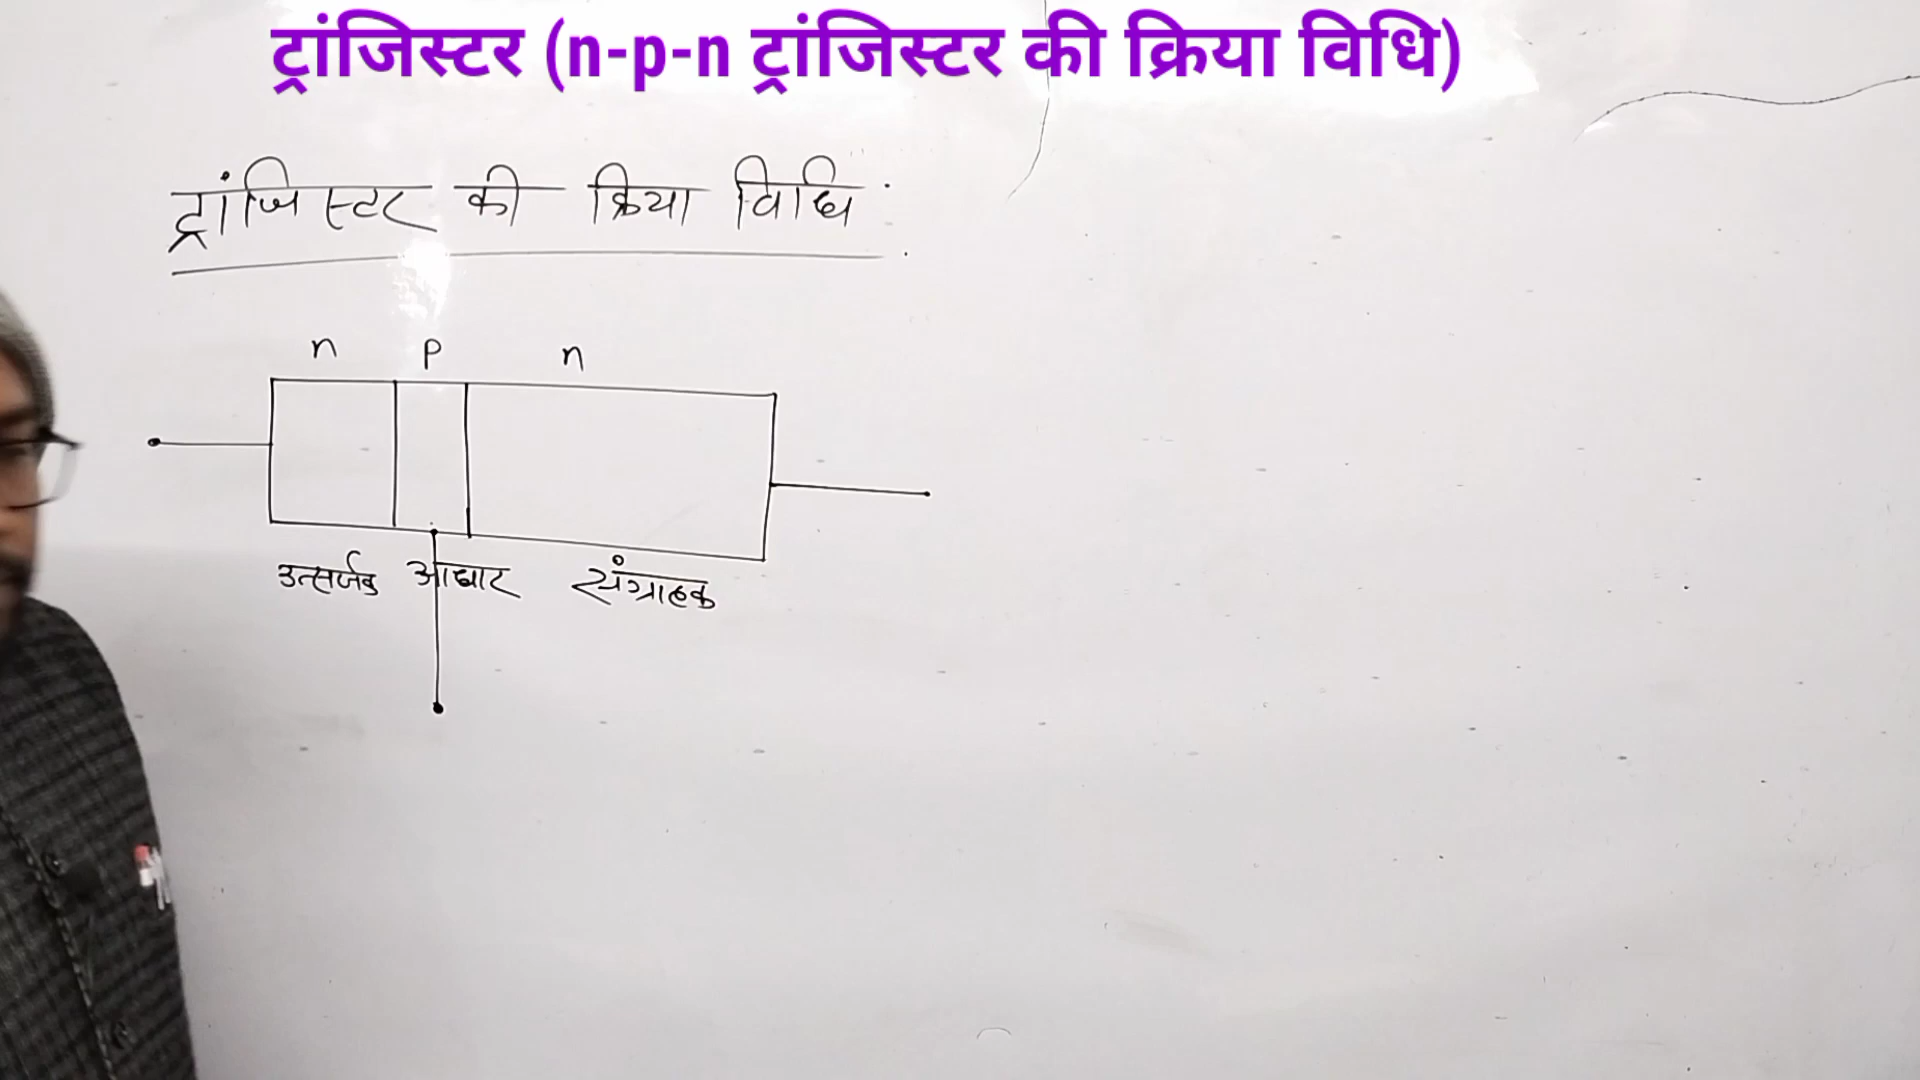 ट्रांजिस्टर (n-p-n ट्रांजिस्टर की क्रिया विधि)
ट्रांजिस्टर की क्रिया विधि
n p n
उत्सर्जक आधार संग्राहक